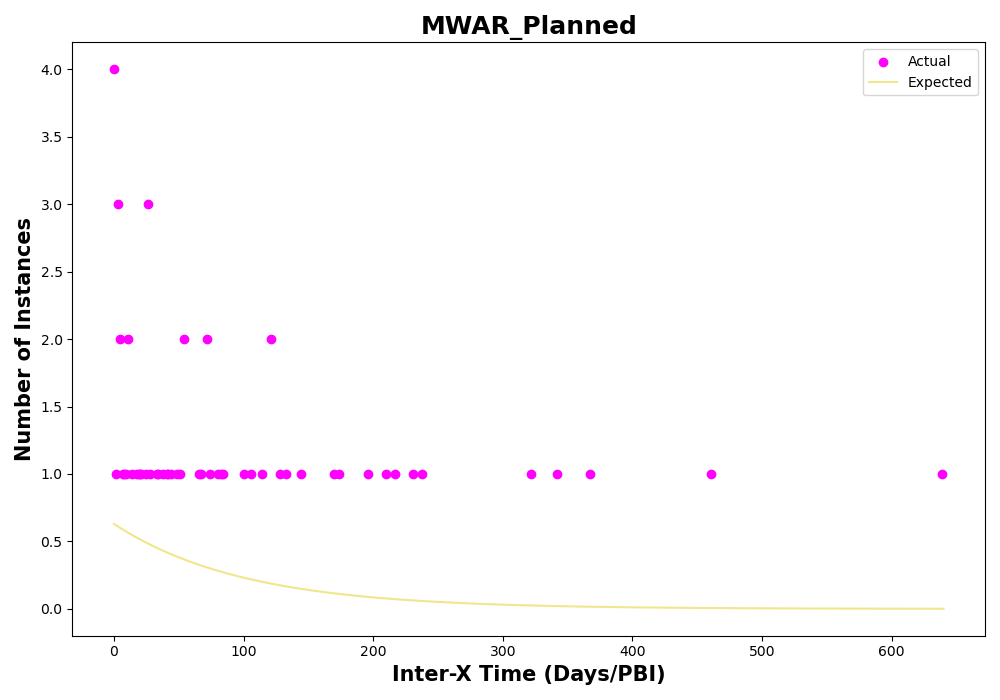 MWAR_Planned
Actual
Expected
Number of Instances
4.0
3.5
3.0
2.5
2.0
1.5
1.0
0.5
0.0
0 100 200 300 400 500 600
Inter-X Time (Days/PBI)